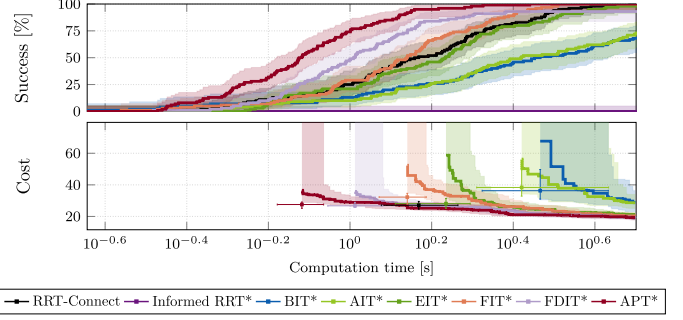 100
75
50
25
0
Success [%]
60
40
20
Cost
10^−0.6 10^−0.4 10^−0.2 10^0 10^0.2 10^0.4 10^0.6
Computation time [s]
RRT-Connect Informed RRT* BIT* AIT* EIT* FIT* FDIT* APT*